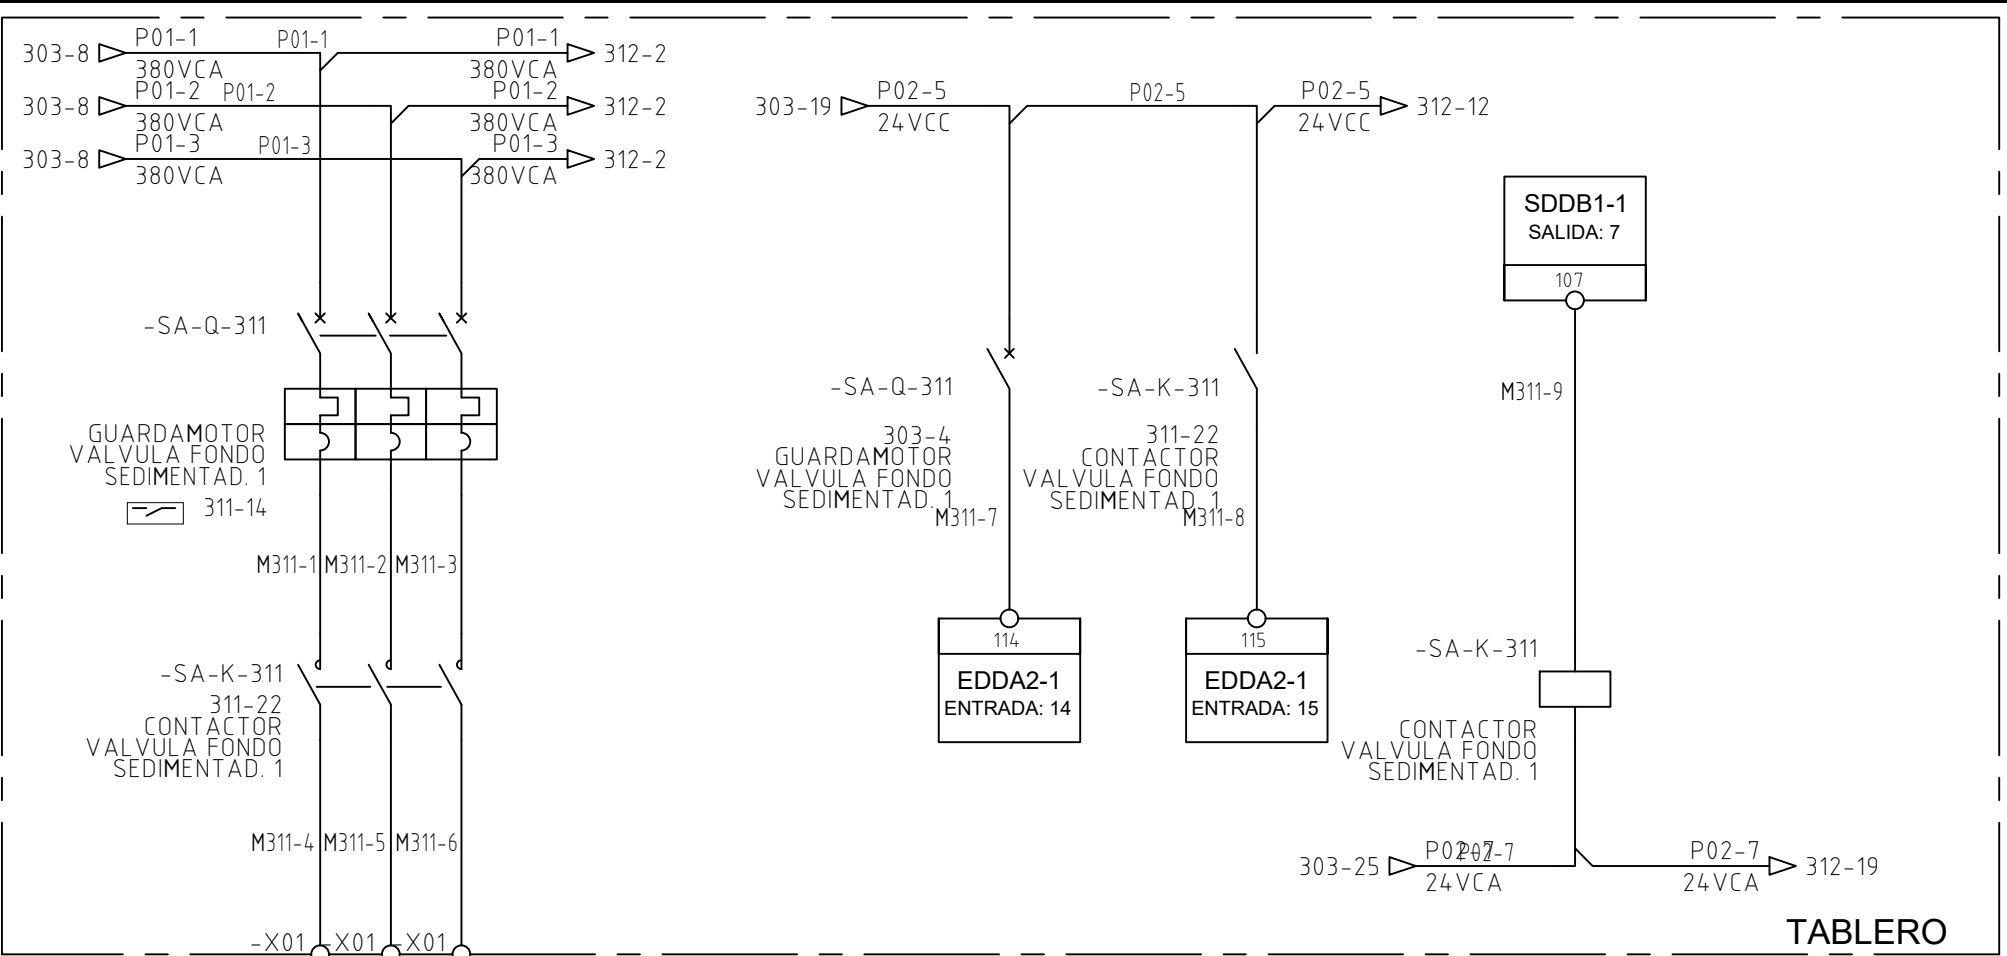 303-8 P01-1 P01-1 P01-1 312-2
380VCA 380VCA
303-8 P01-2 P01-2 P01-2 312-2
380VCA 380VCA
303-8 P01-3 P01-3 P01-3 312-2
380VCA 380VCA
-SA-Q-311
GUARDAMOTOR
VALVULA FONDO
SEDIMENTAD. 1
311-14
M311-1 M311-2 M311-3
-SA-K-311
311-22
CONTACTOR
VALVULA FONDO
SEDIMENTAD. 1
M311-4 M311-5 M311-6
-X01 -X01 -X01
303-19 P02-5 P02-5 P02-5 312-12
24VCC 24VCC
-SA-Q-311
303-4
GUARDAMOTOR
VALVULA FONDO
SEDIMENTAD. 1
M311-7
114
EDDA2-1
ENTRADA: 14
-SA-K-311
311-22
CONTACTOR
VALVULA FONDO
SEDIMENTAD. 1
M311-8
115
EDDA2-1
ENTRADA: 15
SDDB1-1
SALIDA: 7
107
M311-9
-SA-K-311
CONTACTOR
VALVULA FONDO
SEDIMENTAD. 1
303-25 P02-7 P02-7 P02-7 312-19
24VCA 24VCA
TABLERO